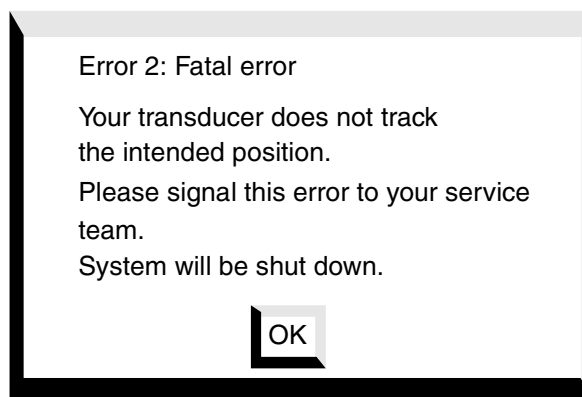 Error 2: Fatal error
Your transducer does not track
the intended position.
Please signal this error to your service
team.
System will be shut down.
OK